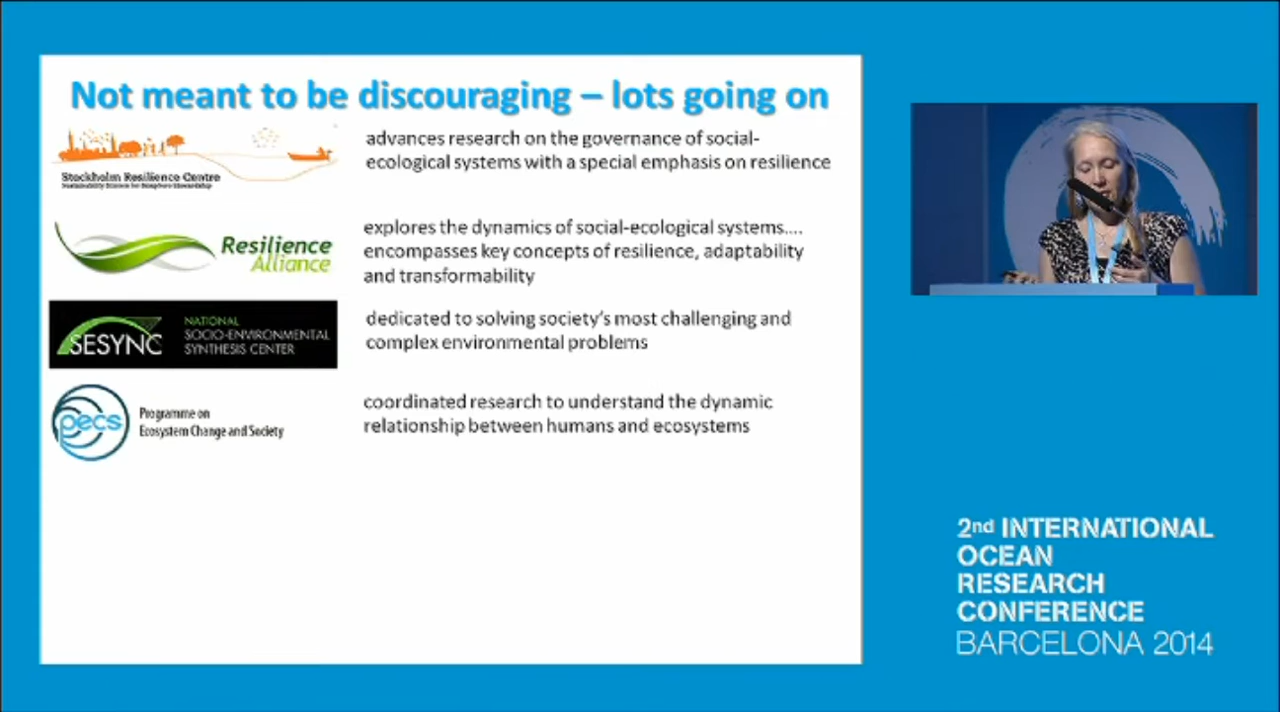 Not meant to be discouraging – lots going on
Stockholm Resilience Centre
Sustainability Science for Biosphere Stewardship
advances research on the governance of social-
ecological systems with a special emphasis on resilience
Resilience
Alliance
explores the dynamics of social-ecological systems....
encompasses key concepts of resilience, adaptability
and transformability
SESYNC
NATIONAL
SOCIO-ENVIRONMENTAL
SYNTHESIS CENTER
dedicated to solving society's most challenging and
complex environmental problems
pecs
Programme on
Ecosystem Change and Society
coordinated research to understand the dynamic
relationship between humans and ecosystems
2nd INTERNATIONAL
OCEAN
RESEARCH
CONFERENCE
BARCELONA 2014